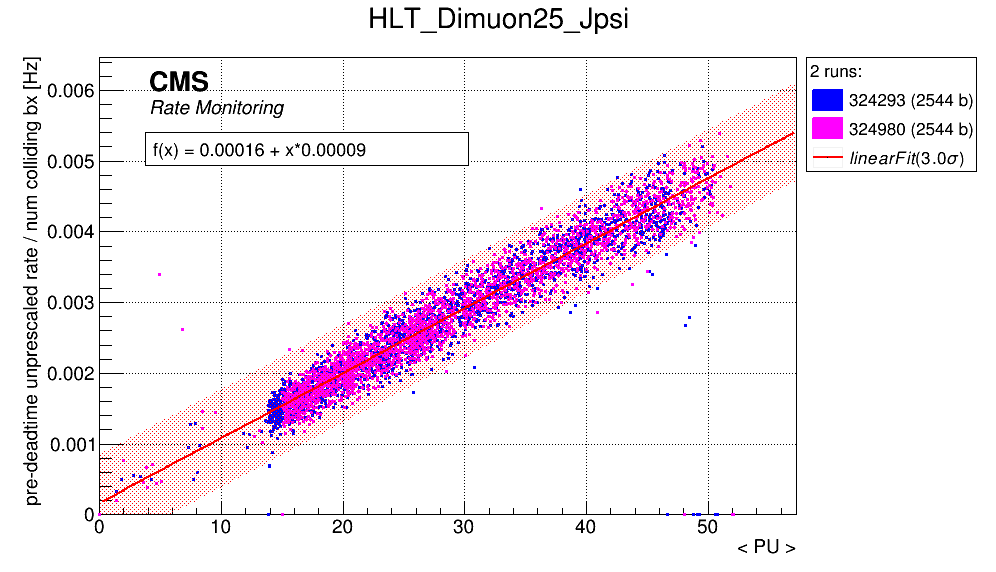 HLT_Dimuon25_Jpsi
pre-deadtime unprescaled rate / num colliding bx [Hz]
CMS
Rate Monitoring
f(x) = 0.00016 + x*0.00009
0.006
0.005
0.004
0.003
0.002
0.001
0
0 10 20 30 40 50
< PU >
2 runs:
324293 (2544 b)
324980 (2544 b)
linearFit(3.0σ)